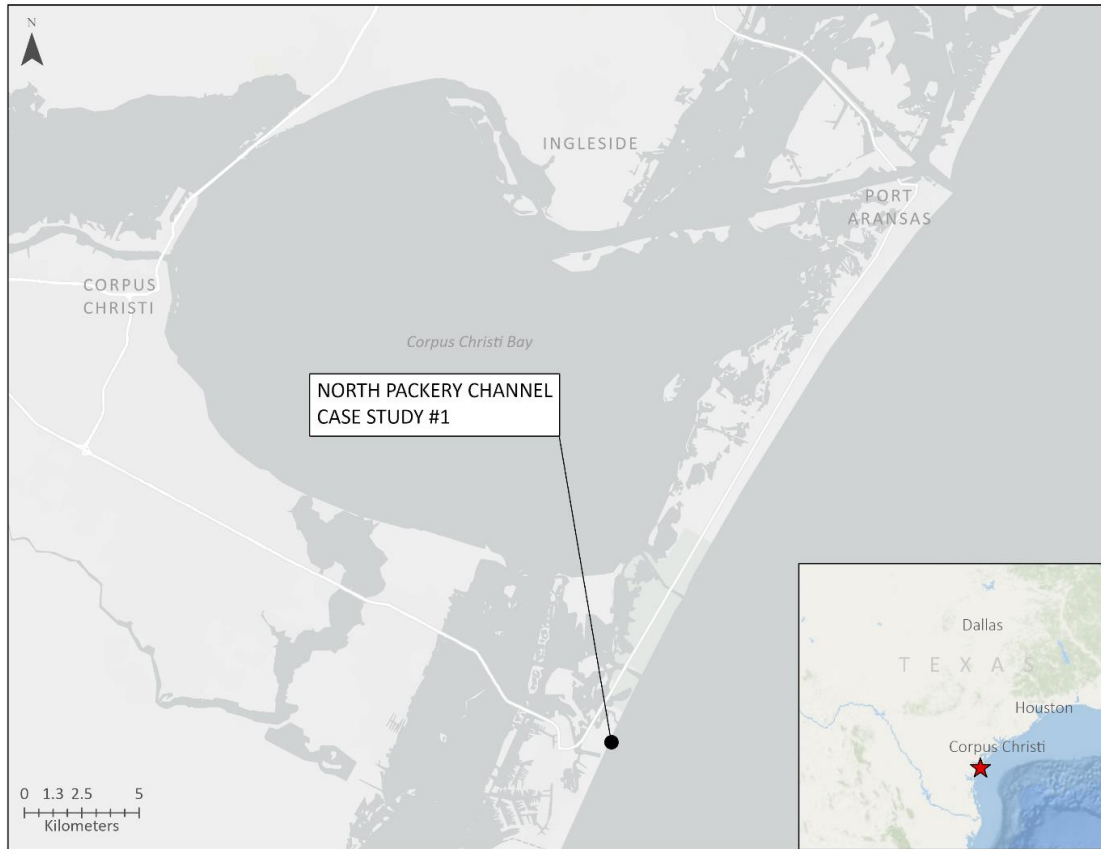 N
INGLESIDE
PORT
ARANSAS
CORPUS
CHRISTI
Corpus Christi Bay
NORTH PACKERY CHANNEL
CASE STUDY #1
Dallas
TEXAS
Houston
Corpus Christi
0 1.3 2.5 5
Kilometers